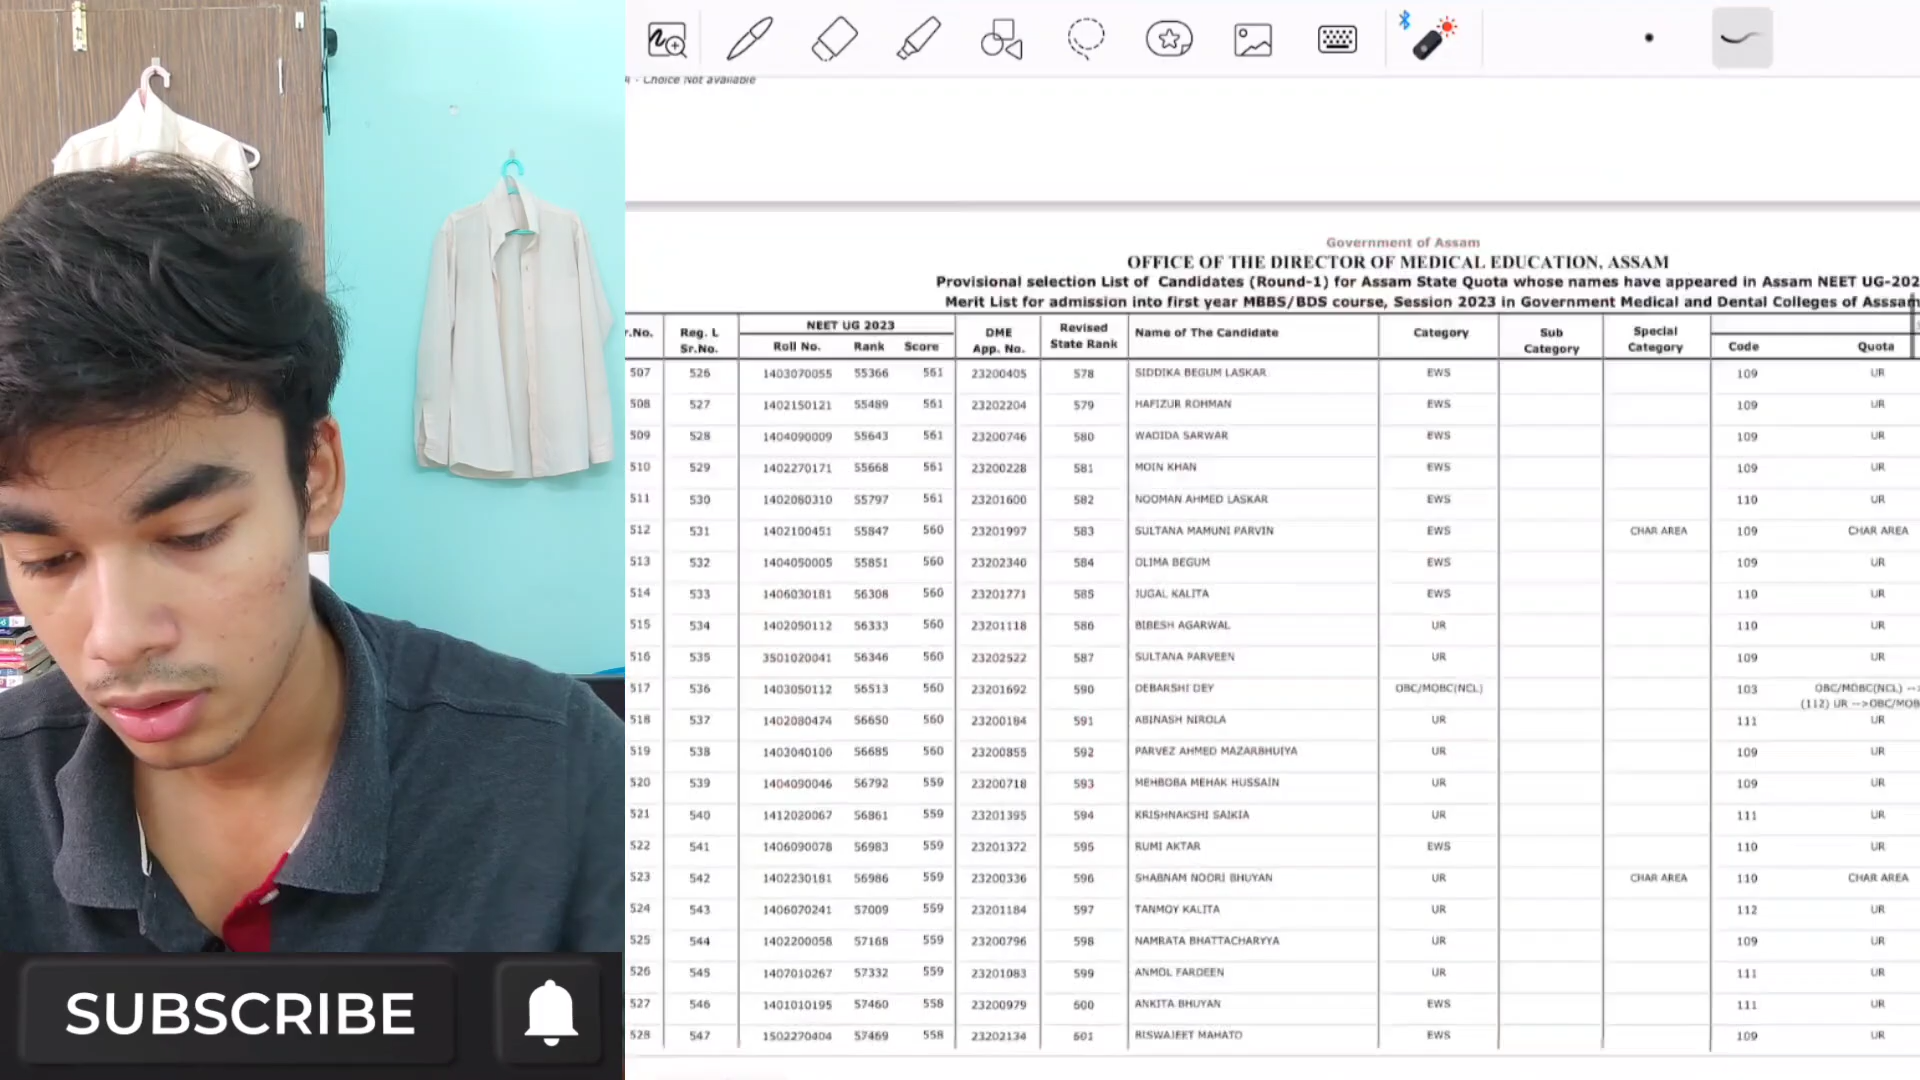 - Choice Not available
Government of Assam
OFFICE OF THE DIRECTOR OF MEDICAL EDUCATION, ASSAM
Provisional selection List of Candidates (Round-1) for Assam State Quota whose names have appeared in Assam NEET UG-202
Merit List for admission into first year MBBS/BDS course, Session 2023 in Government Medical and Dental Colleges of Asssam
r.No. Reg. L Sr.No. NEET UG 2023 Roll No. Rank Score DME App. No. Revised State Rank Name of The Candidate Category Sub Category Special Category Code Quota
507 526 1403070055 55366 561 23200405 578 SIDDIKA BEGUM LASKAR EWS 109 UR
508 527 1402150121 55489 561 23202204 579 HAFIZUR ROHMAN EWS 109 UR
509 528 1404090009 55643 561 23200746 580 WADIDA SARWAR EWS 109 UR
510 529 1402270171 55668 561 23200228 581 MOIN KHAN EWS 109 UR
511 530 1402080310 55797 561 23201600 582 NOOMAN AHMED LASKAR EWS 110 UR
512 531 1402100451 55847 560 23201997 583 SULTANA MAMUNI PARVIN EWS CHAR AREA 109 CHAR AREA
513 532 1404050005 55851 560 23202340 584 OLIMA BEGUM EWS 109 UR
514 533 1406030181 56308 560 23201771 585 JUGAL KALITA EWS 110 UR
515 534 1402050112 56333 560 23201118 586 BIBESH AGARWAL UR 110 UR
516 535 3501020041 56346 560 23202522 587 SULTANA PARVEEN UR 109 UR
517 536 1403050112 56513 560 23201692 590 DEBARSHI DEY OBC/MOBC(NCL) 103 OBC/MOBC(NCL) --> (112) UR -->OBC/MOB
518 537 1402080474 56650 560 23200184 591 ABINASH NIROLA UR 111 UR
519 538 1403040106 56685 560 23200855 592 PARVEZ AHMED MAZARBHUIYA UR 109 UR
520 539 1404090046 56792 559 23200718 593 MEHBOBA MEHAK HUSSAIN UR 109 UR
521 540 1412020067 56861 559 23201395 594 KRISHNAKSHI SAIKIA UR 111 UR
522 541 1406090078 56983 559 23201372 595 RUMI AKTAR EWS 110 UR
523 542 1402230181 56986 559 23200336 596 SHABNAM NOORI BHUYAN UR CHAR AREA 110 CHAR AREA
524 543 1406070241 57009 559 23201184 597 TANMOY KALITA UR 112 UR
525 544 1402200058 57168 559 23200796 598 NAMRATA BHATTACHARYYA UR 109 UR
526 545 1407010267 57332 559 23201083 599 ANMOL FARDEEN UR 111 UR
527 546 1401010195 57460 558 23200979 600 ANKITA BHUYAN EWS 111 UR
528 547 1502270404 57469 558 23202134 601 RISWAJEET MAHATO EWS 109 UR
SUBSCRIBE